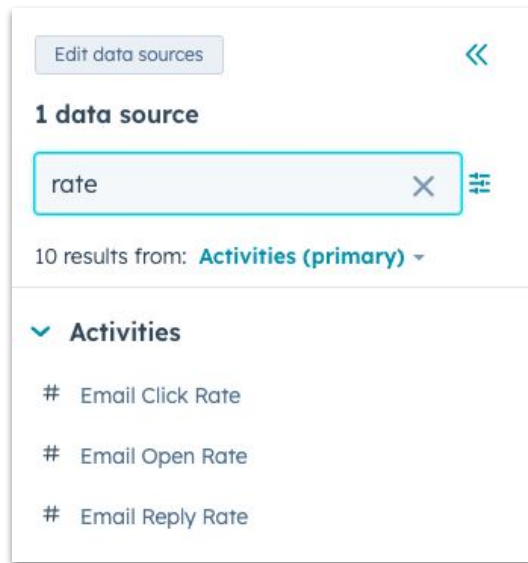 Edit data sources
1 data source
rate
10 results from: Activities (primary)
Activities
# Email Click Rate
# Email Open Rate
# Email Reply Rate